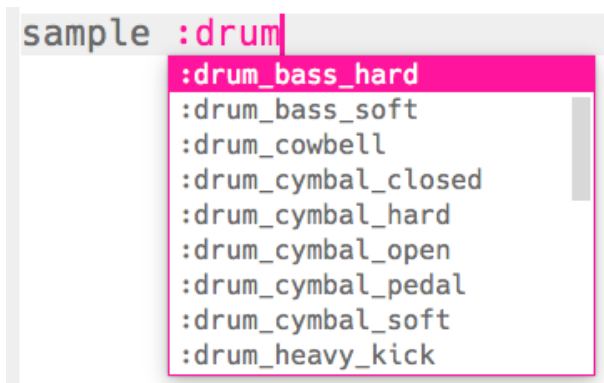 sample :drum
:drum_bass_hard
:drum_bass_soft
:drum_cowbell
:drum_cymbal_closed
:drum_cymbal_hard
:drum_cymbal_open
:drum_cymbal_pedal
:drum_cymbal_soft
:drum_heavy_kick